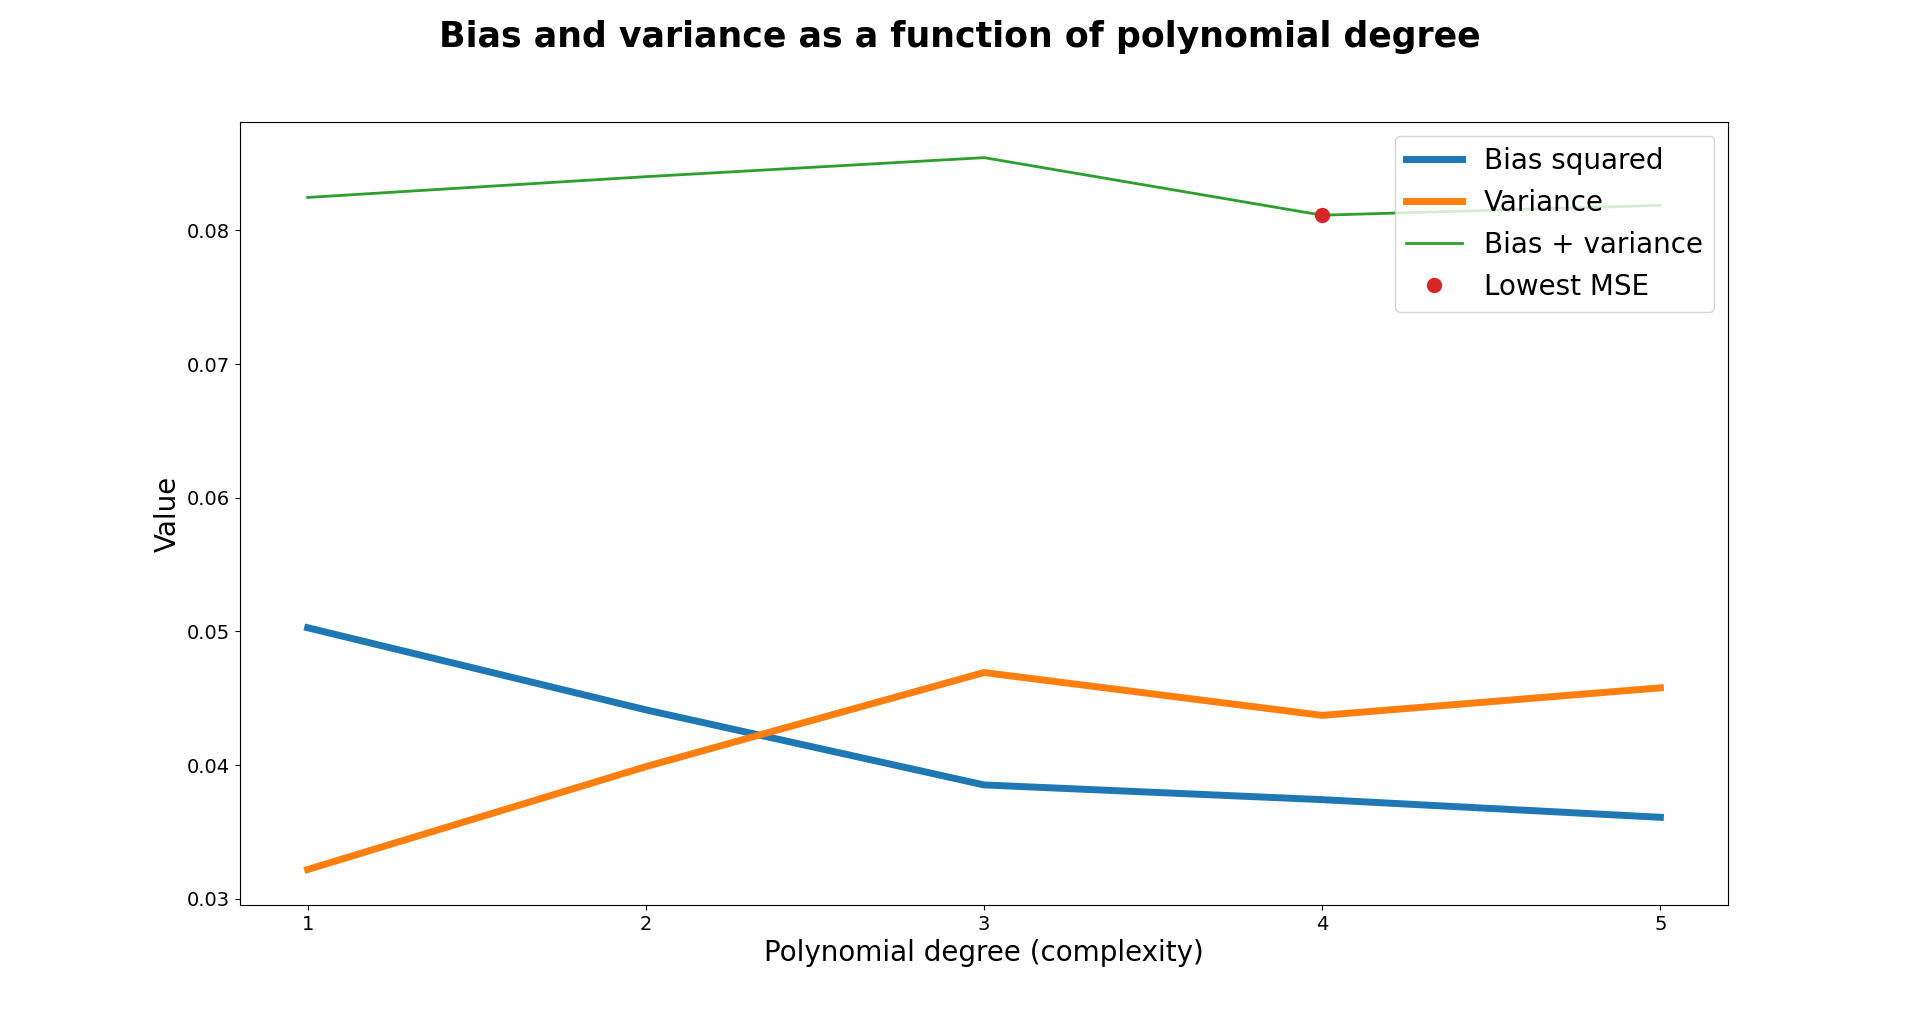 Bias and variance as a function of polynomial degree
Bias squared
Variance
Bias + variance
Lowest MSE
0.08
0.07
0.06
0.05
0.04
0.03
Value
1 2 3 4 5
Polynomial degree (complexity)